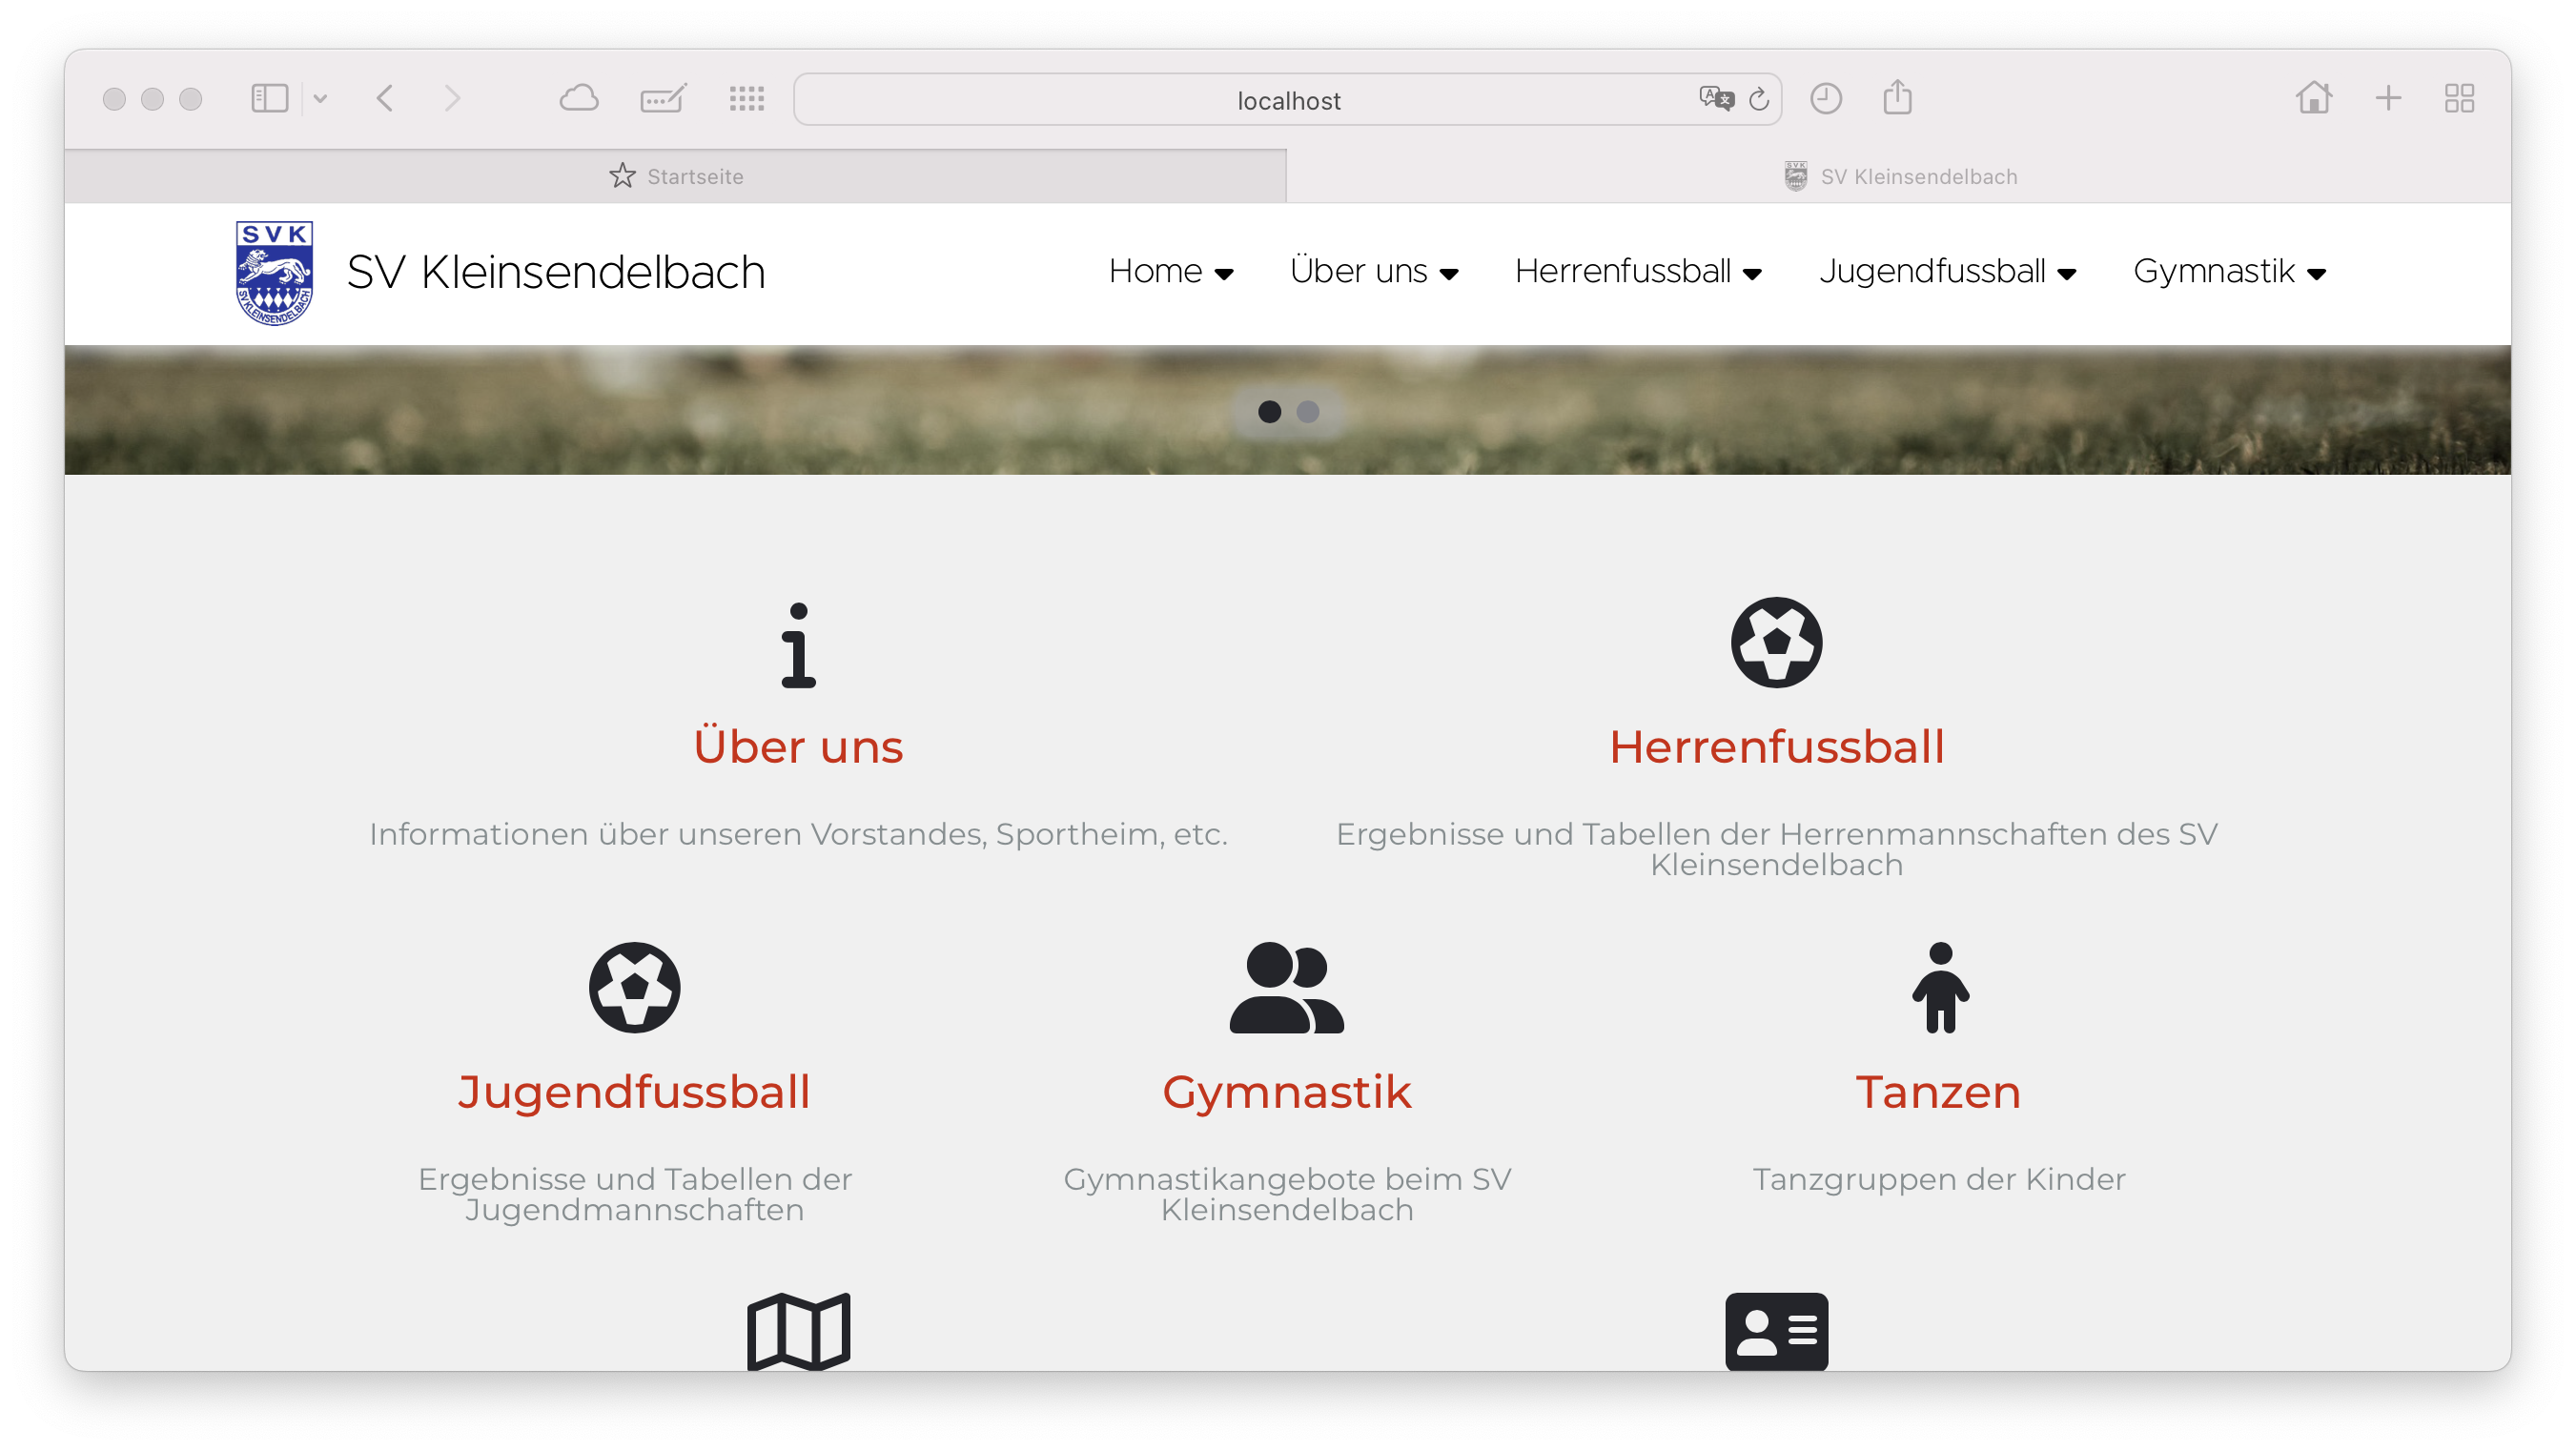 localhost
Startseite
SV Kleinsendelbach
SVK
SV KLEINSENDELBACH
SV Kleinsendelbach
Home
Über uns
Herrenfussball
Jugendfussball
Gymnastik
Über uns
Informationen über unseren Vorstandes, Sportheim, etc.
Herrenfussball
Ergebnisse und Tabellen der Herrenmannschaften des SV
Kleinsendelbach
Jugendfussball
Ergebnisse und Tabellen der
Jugendmannschaften
Gymnastik
Gymnastikangebote beim SV
Kleinsendelbach
Tanzen
Tanzgruppen der Kinder